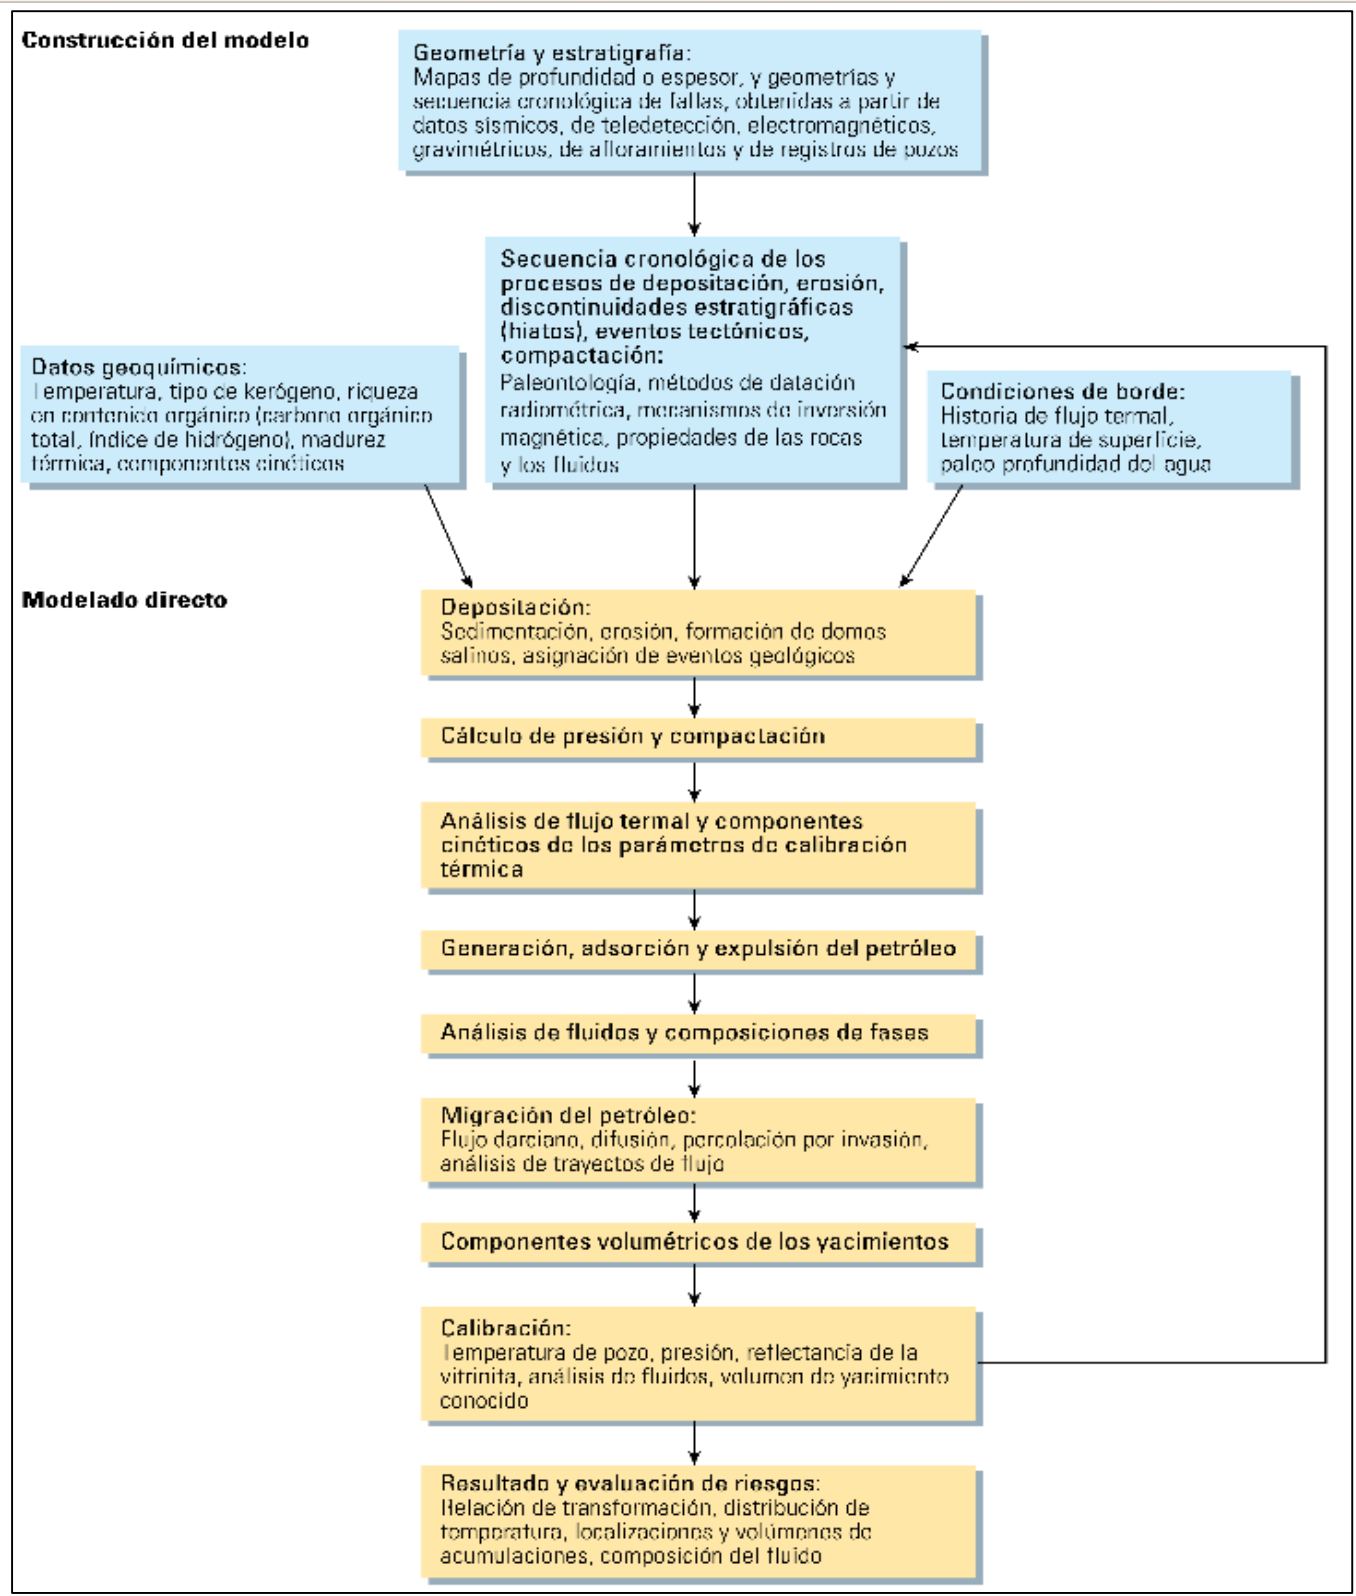 Construcción del modelo
Geometría y estratigrafía:
Mapas de profundidad o espesor, y geometrías y
secuencia cronológica de fallas, obtenidas a partir de
datos sísmicos, de teledetección, electromagnéticos,
gravimétricos, de afloramientos y de registros de pozos
Secuencia cronológica de los
procesos de depositación, erosión,
discontinuidades estratigráficas
(hiatos), eventos tectónicos,
compactación:
Paleontología, métodos de datación
radiométrica, mecanismos de inversión
magnética, propiedades de las rocas
y los fluidos
Datos geoquímicos:
Temperatura, tipo de kerógeno, riqueza
en contenido orgánico (carbono orgánico
total, índice de hidrógeno), madurez
térmica, componentes cinéticos
Condiciones de borde:
Historia de flujo termal,
temperatura de superficie,
paleo profundidad del agua
Modelado directo
Depositación:
Sedimentación, erosión, formación de domos
salinos, asignación de eventos geológicos
Cálculo de presión y compactación
Análisis de flujo termal y componentes
cinéticos de los parámetros de calibración
térmica
Generación, adsorción y expulsión del petróleo
Análisis de fluidos y composiciones de fases
Migración del petróleo:
Flujo darciano, difusión, percolación por invasión,
análisis de trayectos de flujo
Componentes volumétricos de los yacimientos
Calibración:
Temperatura de pozo, presión, reflectancia de la
vitrinita, análisis de fluidos, volumen de yacimiento
conocido
Resultado y evaluación de riesgos:
Relación de transformación, distribución de
temperatura, localizaciones y volúmenes de
acumulaciones, composición del fluido